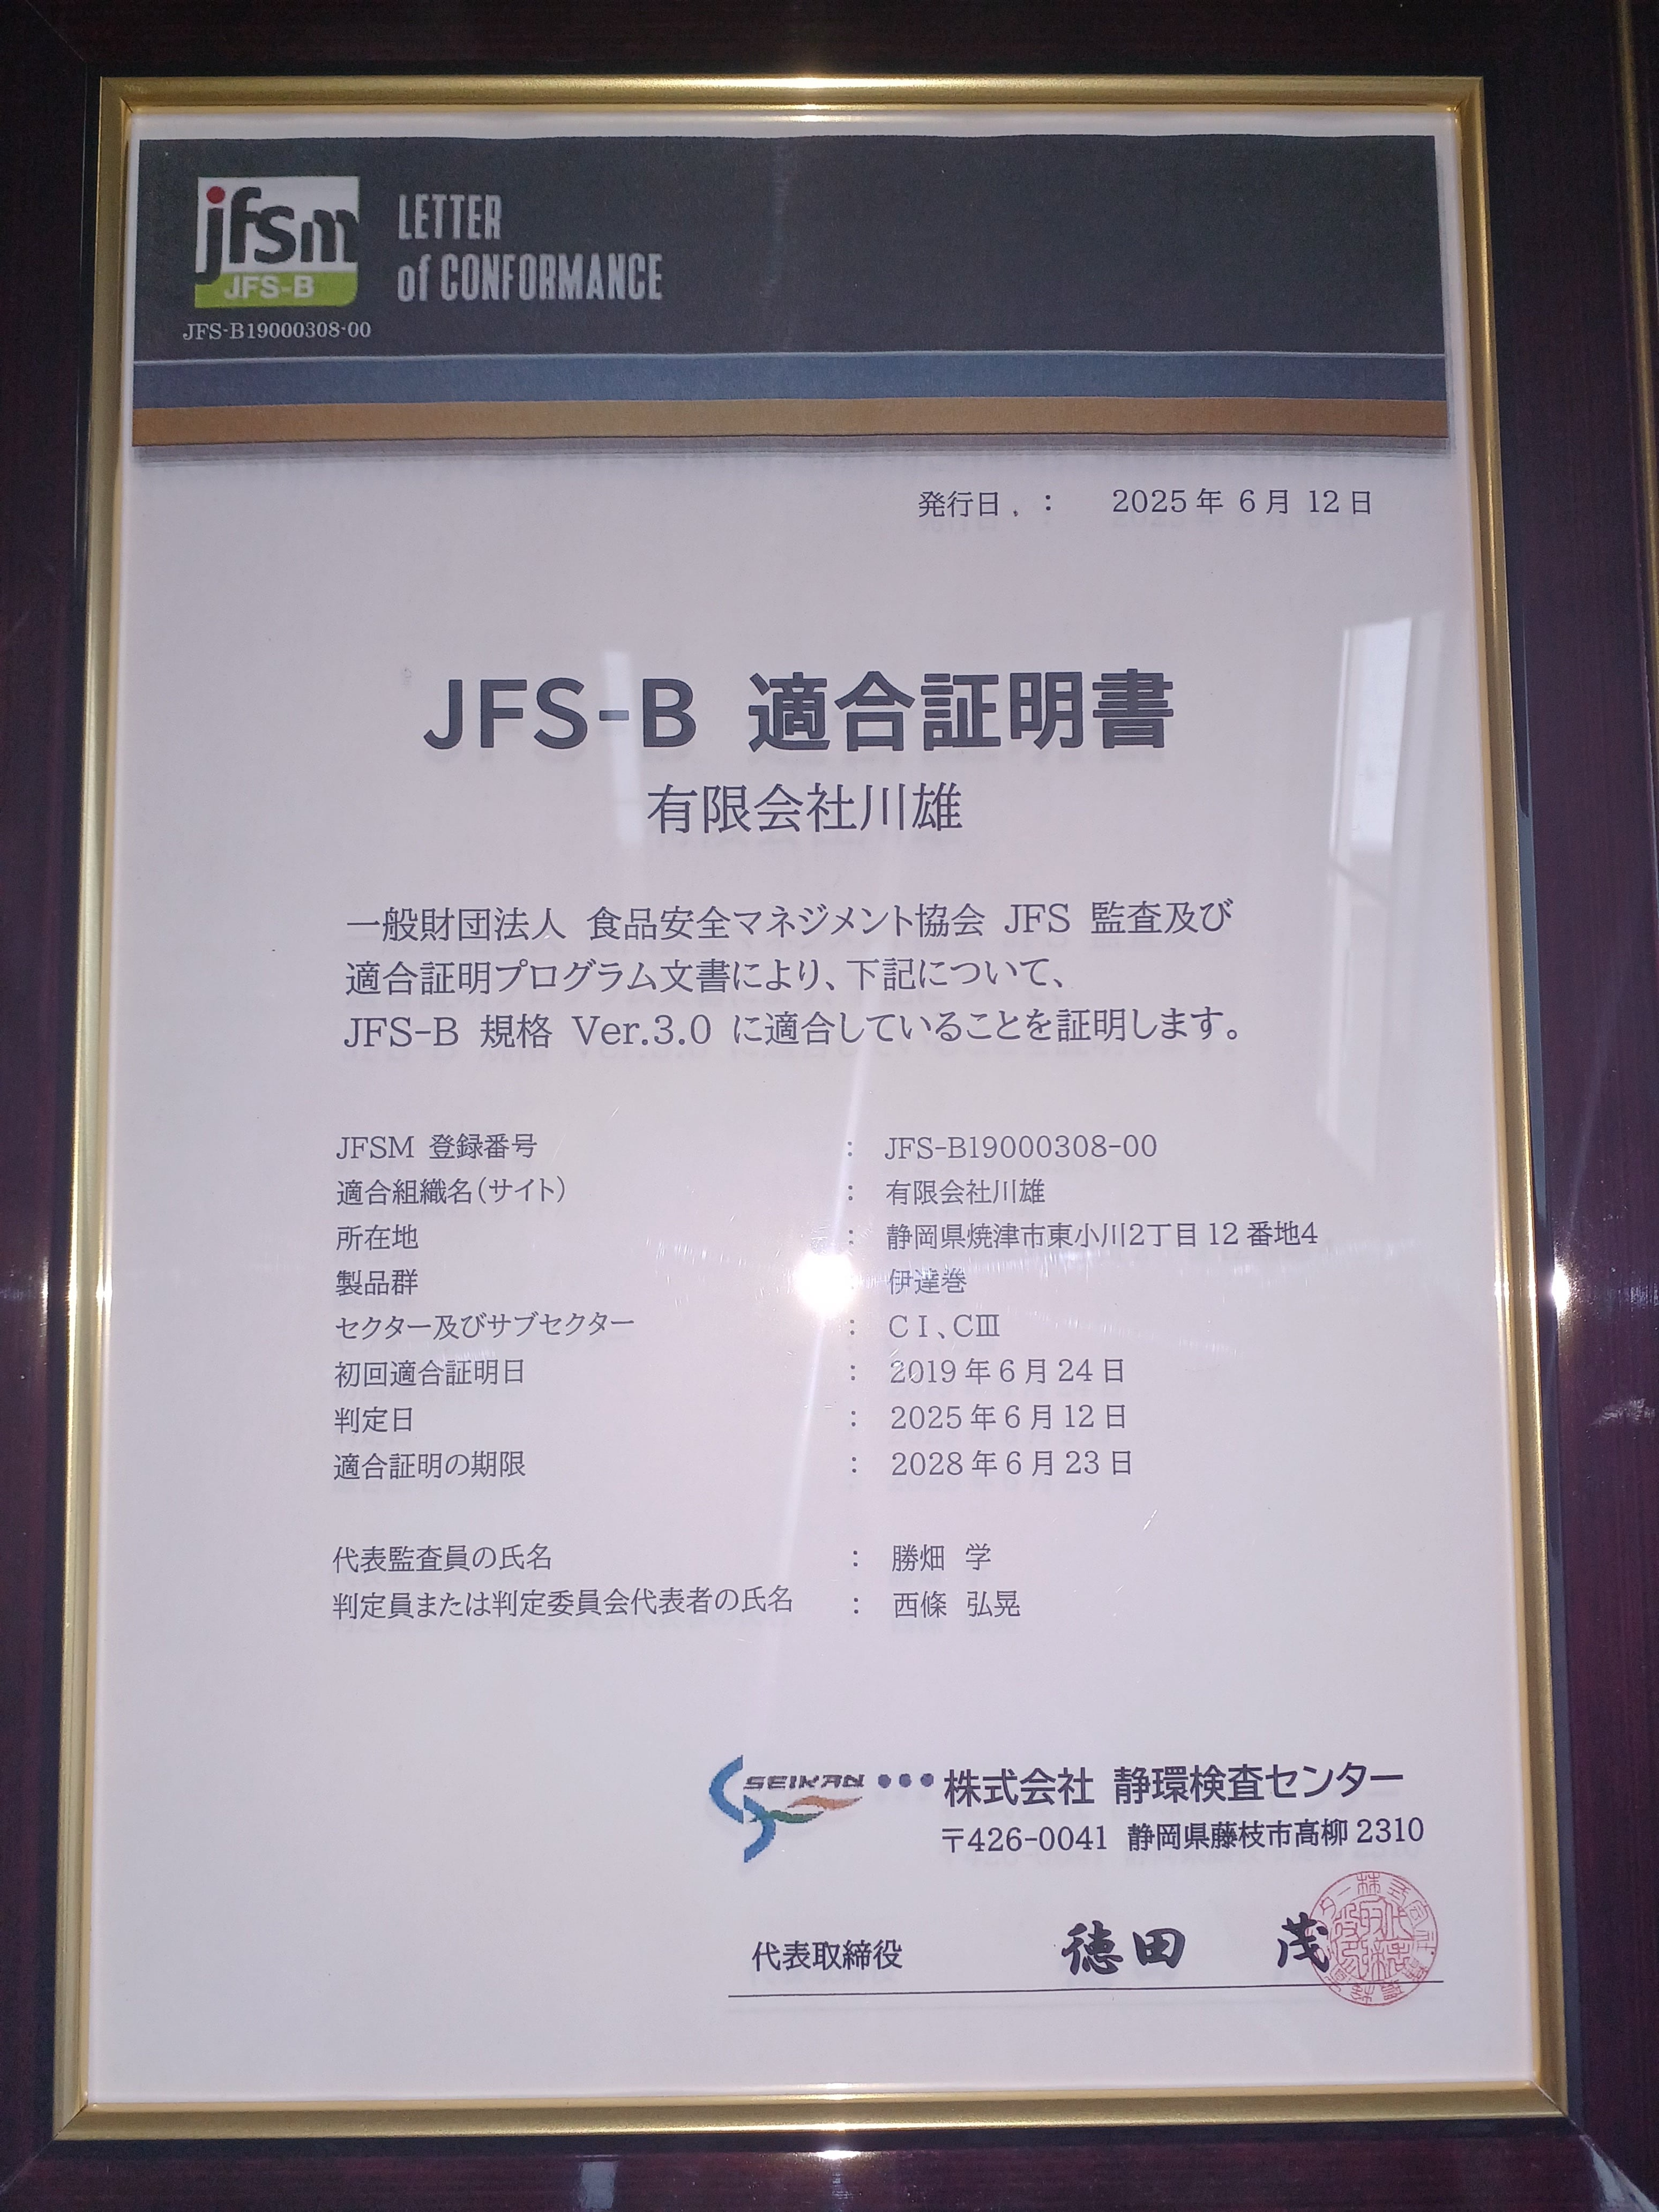 jfsm
JFS-B
JFS-B19000308-00
LETTER
of CONFORMANCE
発行日 : 2025年 6月 12日
JFS-B 適合証明書
有限会社川雄
一般財団法人 食品安全マネジメント協会 JFS 監査及び
適合証明プログラム文書により、下記について、
JFS-B 規格 Ver.3.0 に適合していることを証明します。
JFSM 登録番号 : JFS-B19000308-00
適合組織名(サイト) : 有限会社川雄
所在地 : 静岡県焼津市東小川2丁目12番地4
製品群 : 伊達巻
セクター及びサブセクター : CⅠ、CⅢ
初回適合証明日 : 2019年6月24日
判定日 : 2025年6月12日
適合証明の期限 : 2028年6月23日
代表監査員の氏名 : 勝畑 学
判定員または判定委員会代表者の氏名 : 西條 弘晃
SEIKAN ●●● 株式会社 静環検査センター
〒426-0041 静岡県藤枝市高柳2310
代表取締役 徳田 茂